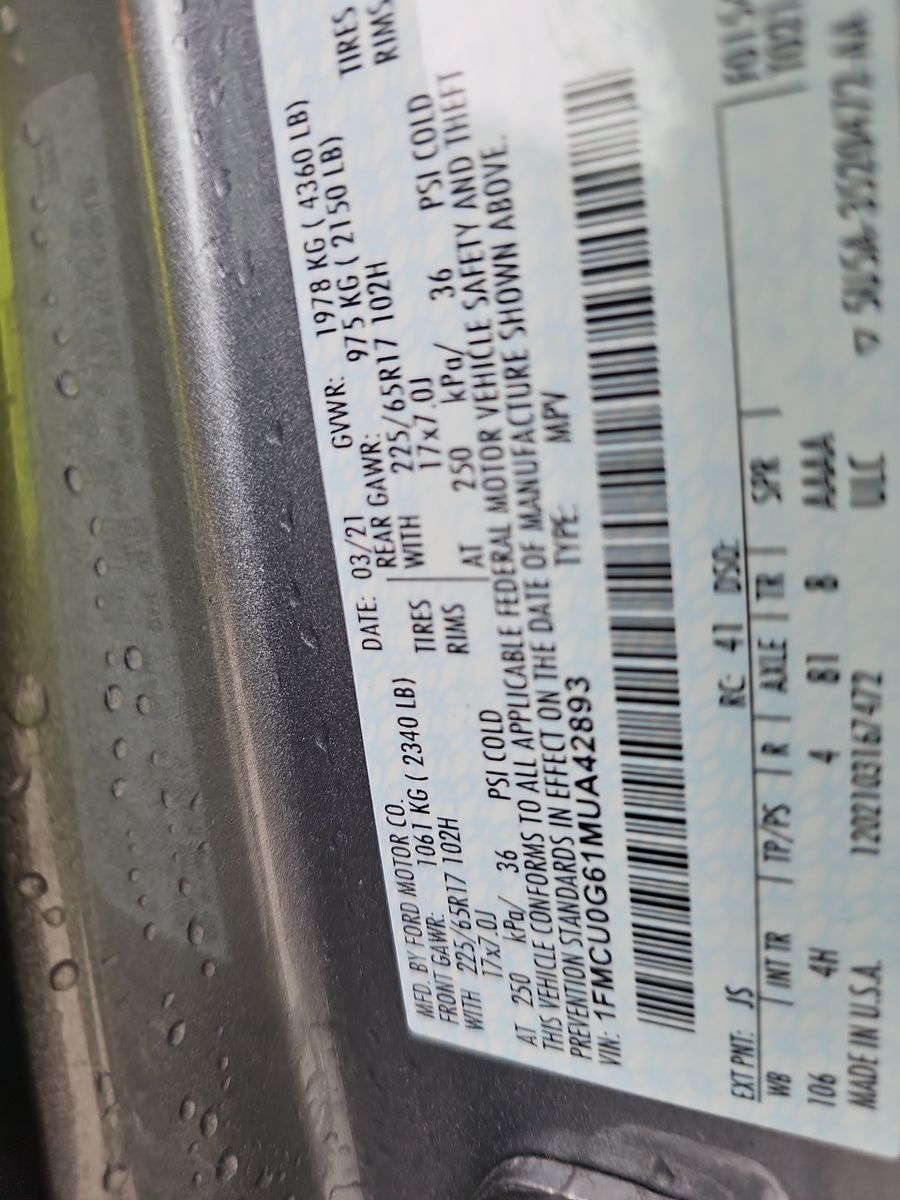 MFD. BY FORD MOTOR CO.
DATE: 03/21 GVWR: 1978 KG ( 4360 LB)
FRONT GAWR: 1061 KG ( 2340 LB)
REAR GAWR: 975 KG ( 2150 LB)
WITH 225/65R17 102H TIRES
WITH 225/65R17 102H TIRES
17x7.0J RIMS
17x7.0J RIMS
AT 250 kPa/ 36 PSI COLD
AT 250 kPa/ 36 PSI COLD
THIS VEHICLE CONFORMS TO ALL APPLICABLE FEDERAL MOTOR VEHICLE SAFETY AND THEFT
PREVENTION STANDARDS IN EFFECT ON THE DATE OF MANUFACTURE SHOWN ABOVE.
VIN: 1FMCU0G61MUA42893 TYPE: MPV
EXT PNT: JS RC: 41 DSO:
WB INT TR TP/PS R AXLE TR SPR
106 4H 4 81 8 AAAA
MADE IN U.S.A. 120210316747​2 ULC
5U5A-3520472-AA